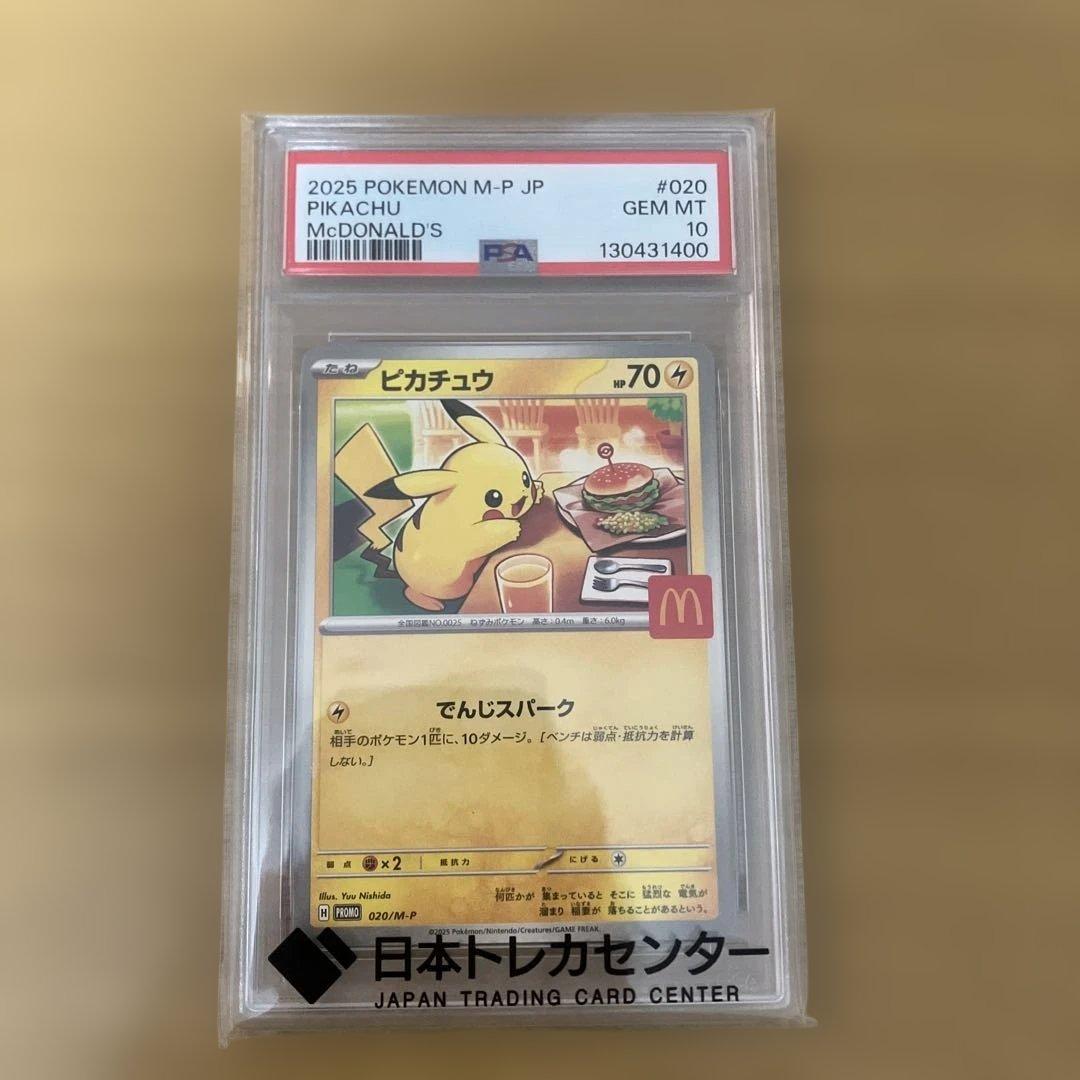 2025 POKEMON M-P JP #020
PIKACHU GEM MT
McDONALD'S 10
PSA 130431400
たね ピカチュウ HP70
全国図鑑NO.0025 ねずみポケモン 高さ:0.4m 重さ:6.0kg
でんじスパーク
相手のポケモン1匹に、10ダメージ。[ベンチは弱点・抵抗力を計算
しない。]
弱点 ×2 抵抗力 にげる
Illus. Yuu Nishida
何匹かが 集まっていると そこに 猛烈な 電気が
溜まり 稲妻が 落ちることがあるという。
H PROMO 020/M-P
©2025 Pokémon/Nintendo/Creatures/GAME FREAK.
日本トレカセンター
JAPAN TRADING CARD CENTER